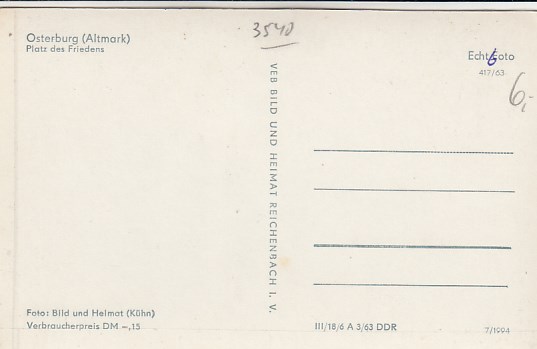 Osterburg (Altmark)
Platz des Friedens
3540
Echt Foto
6
417/63
6,-
VEB BILD UND HEIMAT REICHENBACH I. V.
Foto: Bild und Heimat (Kühn)
Verbraucherpreis DM –,15
III/18/6 A 3/63 DDR
7/1994